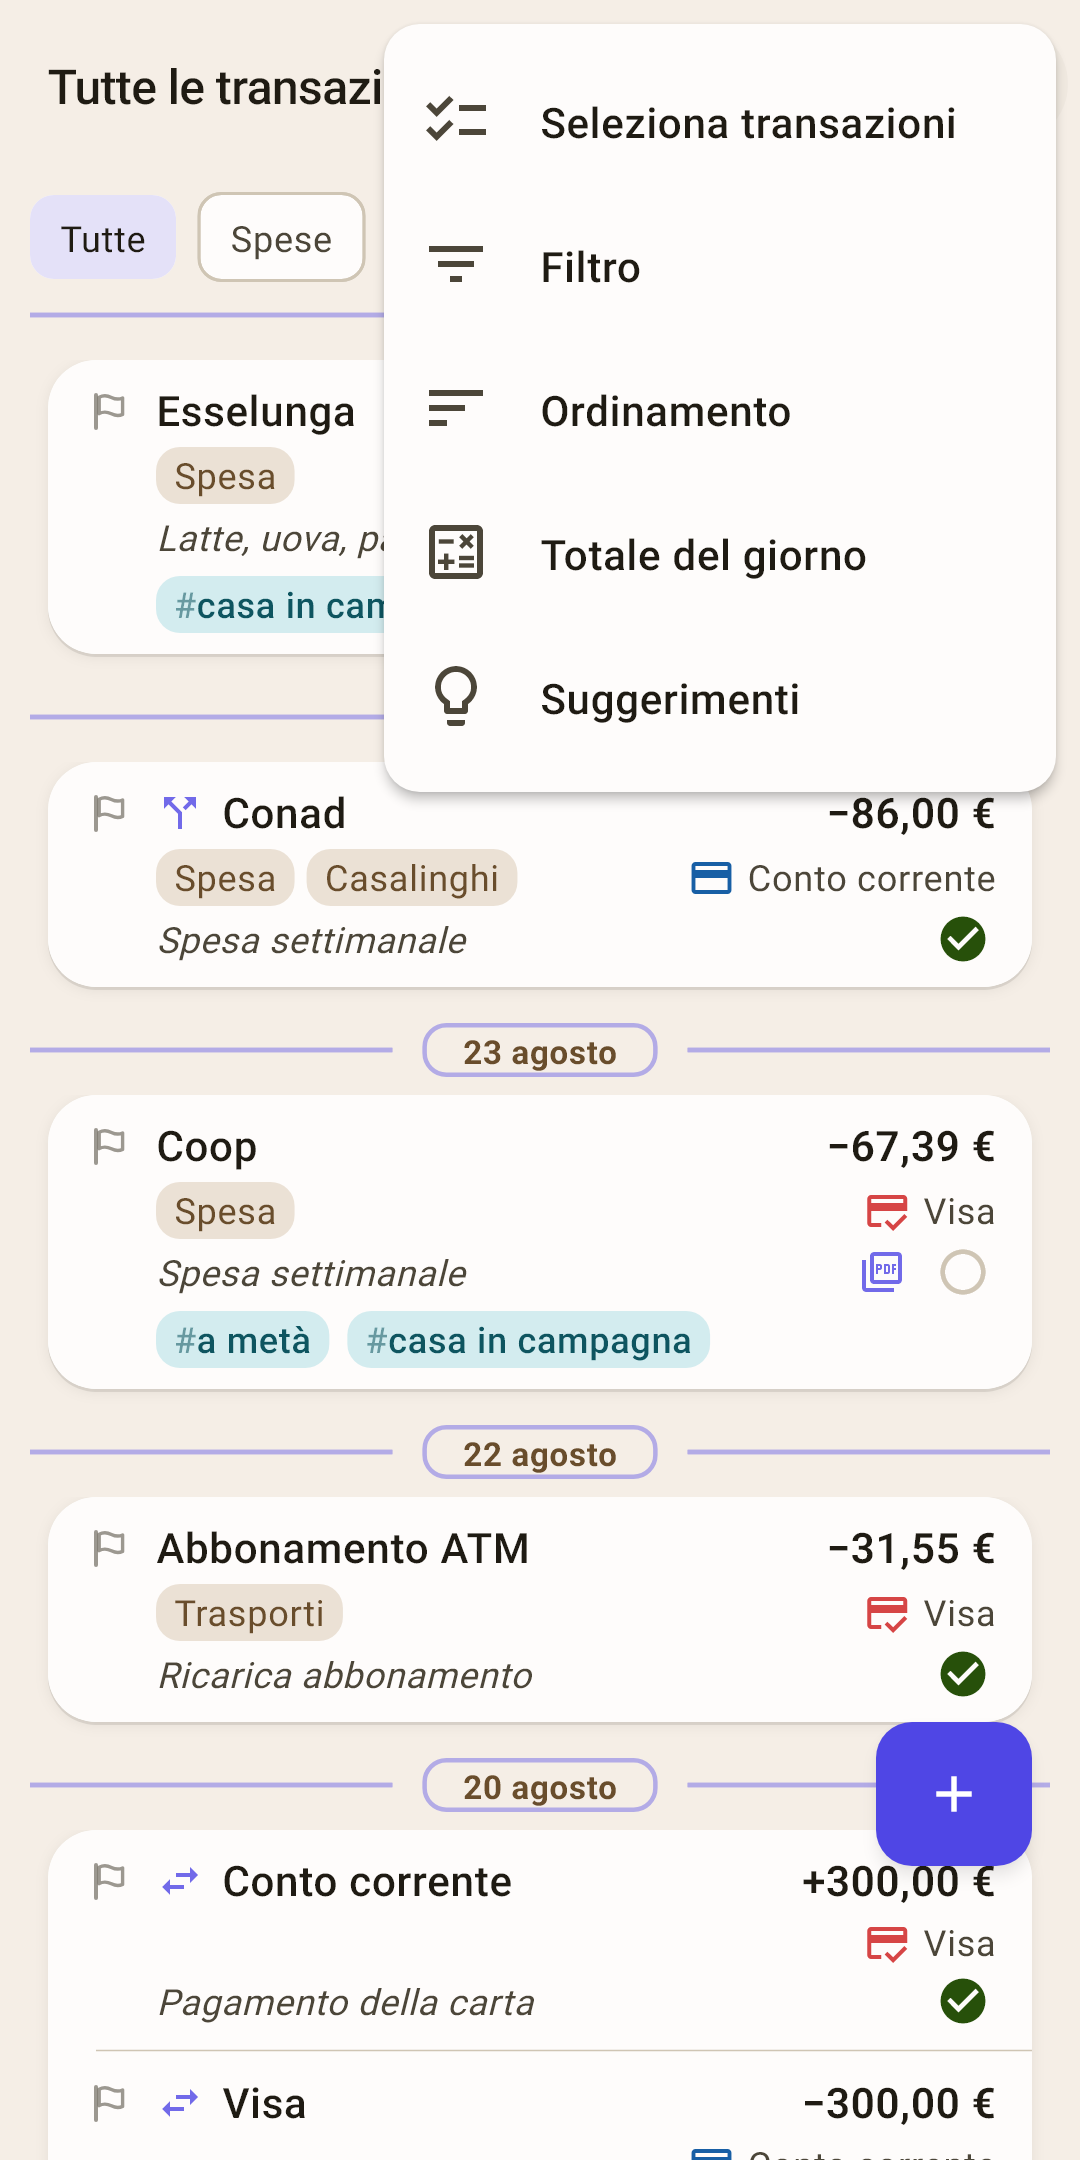 Tutte le transazi
Seleziona transazioni
Tutte
Spese
Filtro
Ordinamento
Esselunga
Spesa
Latte, uova,
#casa in cam
Totale del giorno
Suggerimenti
Conad
−86,00 €
Spesa
Casalinghi
Conto corrente
Spesa settimanale
23 agosto
Coop
−67,39 €
Spesa
Visa
Spesa settimanale
PDF
#a metà
#casa in campagna
22 agosto
Abbonamento ATM
−31,55 €
Trasporti
Visa
Ricarica abbonamento
20 agosto
+
Conto corrente
+300,00 €
Visa
Pagamento della carta
Visa
−300,00 €
Conto corrente